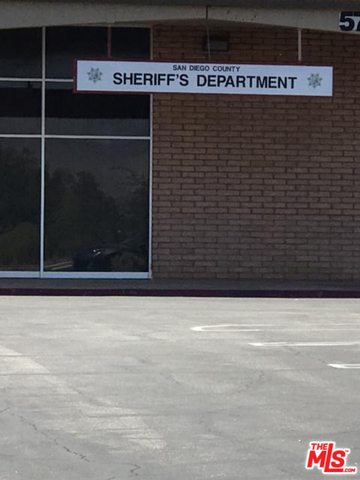 57
SAN DIEGO COUNTY
SHERIFF'S DEPARTMENT
THE
MLS
.COM